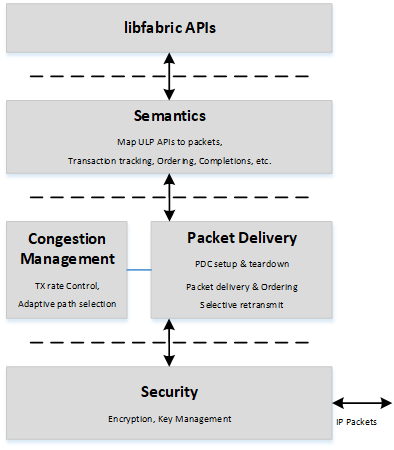 libfabric APIs
Semantics
Map ULP APIs to packets,
Transaction tracking, Ordering, Completions, etc.
Congestion
Management
TX rate Control,
Adaptive path selection
Packet Delivery
PDC setup & teardown
Packet delivery & Ordering
Selective retransmit
Security
Encryption, Key Management
IP Packets